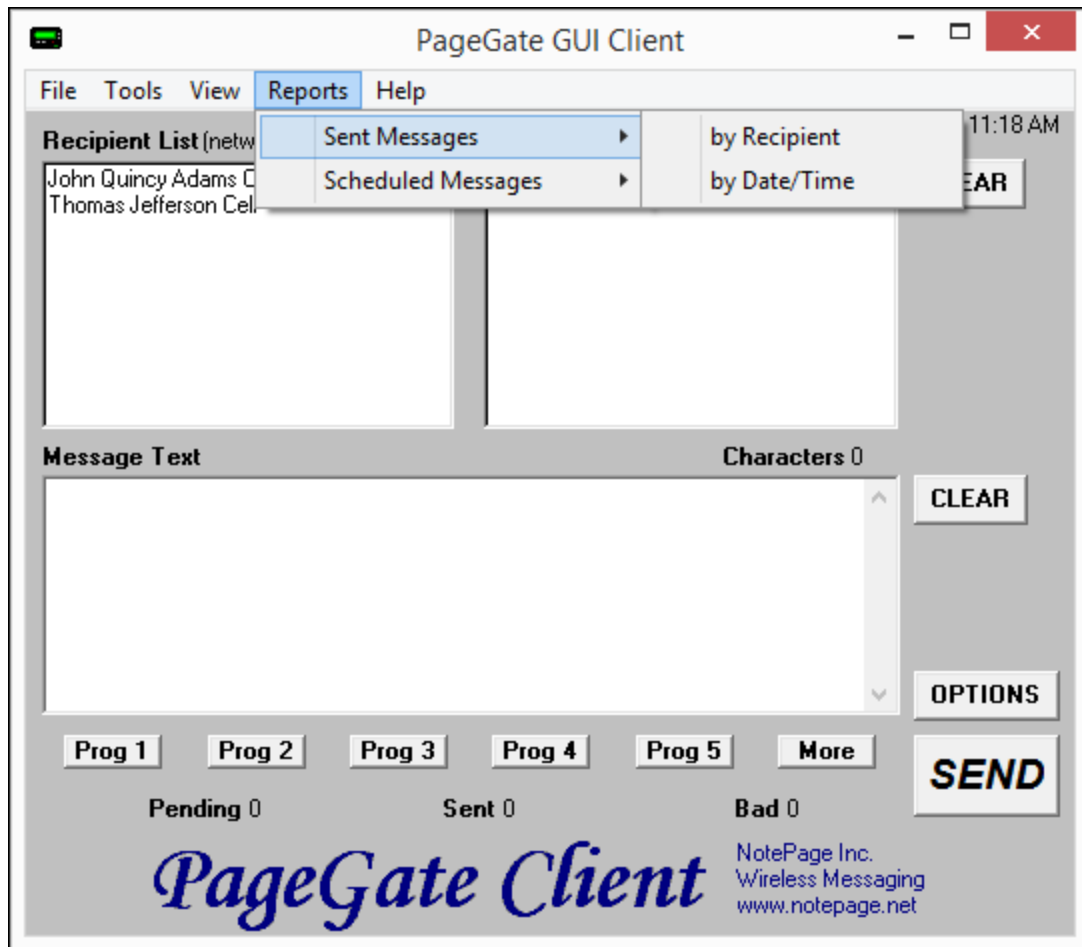 PageGate GUI Client
File Tools View Reports Help
Recipient List (netw
11:18 AM
Sent Messages
Scheduled Messages
by Recipient
by Date/Time
John Quincy Adams C
Thomas Jefferson Cell
EAR
Message Text
Characters 0
CLEAR
OPTIONS
Prog 1 Prog 2 Prog 3 Prog 4 Prog 5 More
SEND
Pending 0 Sent 0 Bad 0
PageGate Client
NotePage Inc.
Wireless Messaging
www.notepage.net